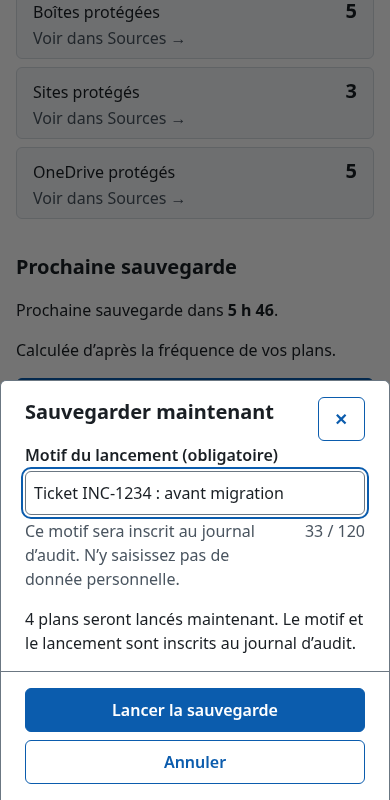 Boîtes protégées 5
Voir dans Sources →
Sites protégés 3
Voir dans Sources →
OneDrive protégés 5
Voir dans Sources →
Prochaine sauvegarde
Prochaine sauvegarde dans 5 h 46.
Calculée d’après la fréquence de vos plans.
Sauvegarder maintenant ×
Motif du lancement (obligatoire)
Ticket INC-1234 : avant migration
Ce motif sera inscrit au journal 33 / 120
d’audit. N’y saisissez pas de
donnée personnelle.
4 plans seront lancés maintenant. Le motif et
le lancement sont inscrits au journal d’audit.
Lancer la sauvegarde
Annuler